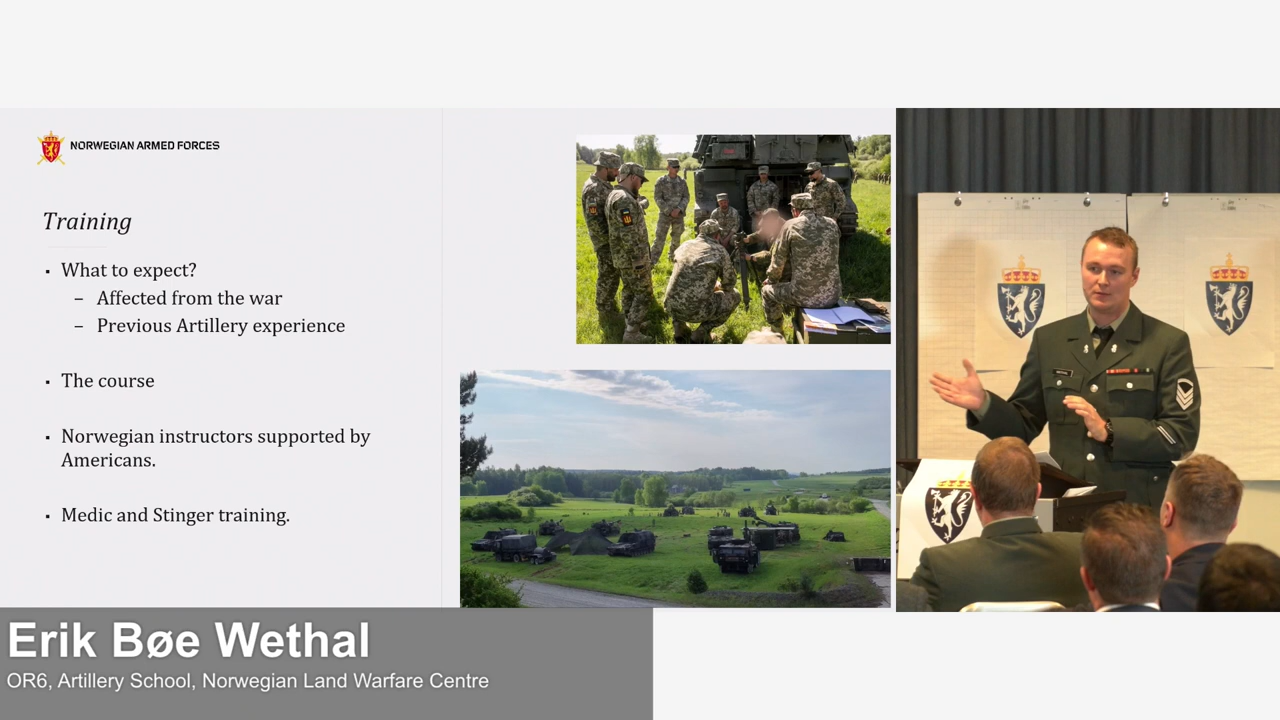 NORWEGIAN ARMED FORCES
Training
▪ What to expect?
– Affected from the war
– Previous Artillery experience
▪ The course
▪ Norwegian instructors supported by
Americans.
▪ Medic and Stinger training.
Erik Bøe Wethal
OR6, Artillery School, Norwegian Land Warfare Centre